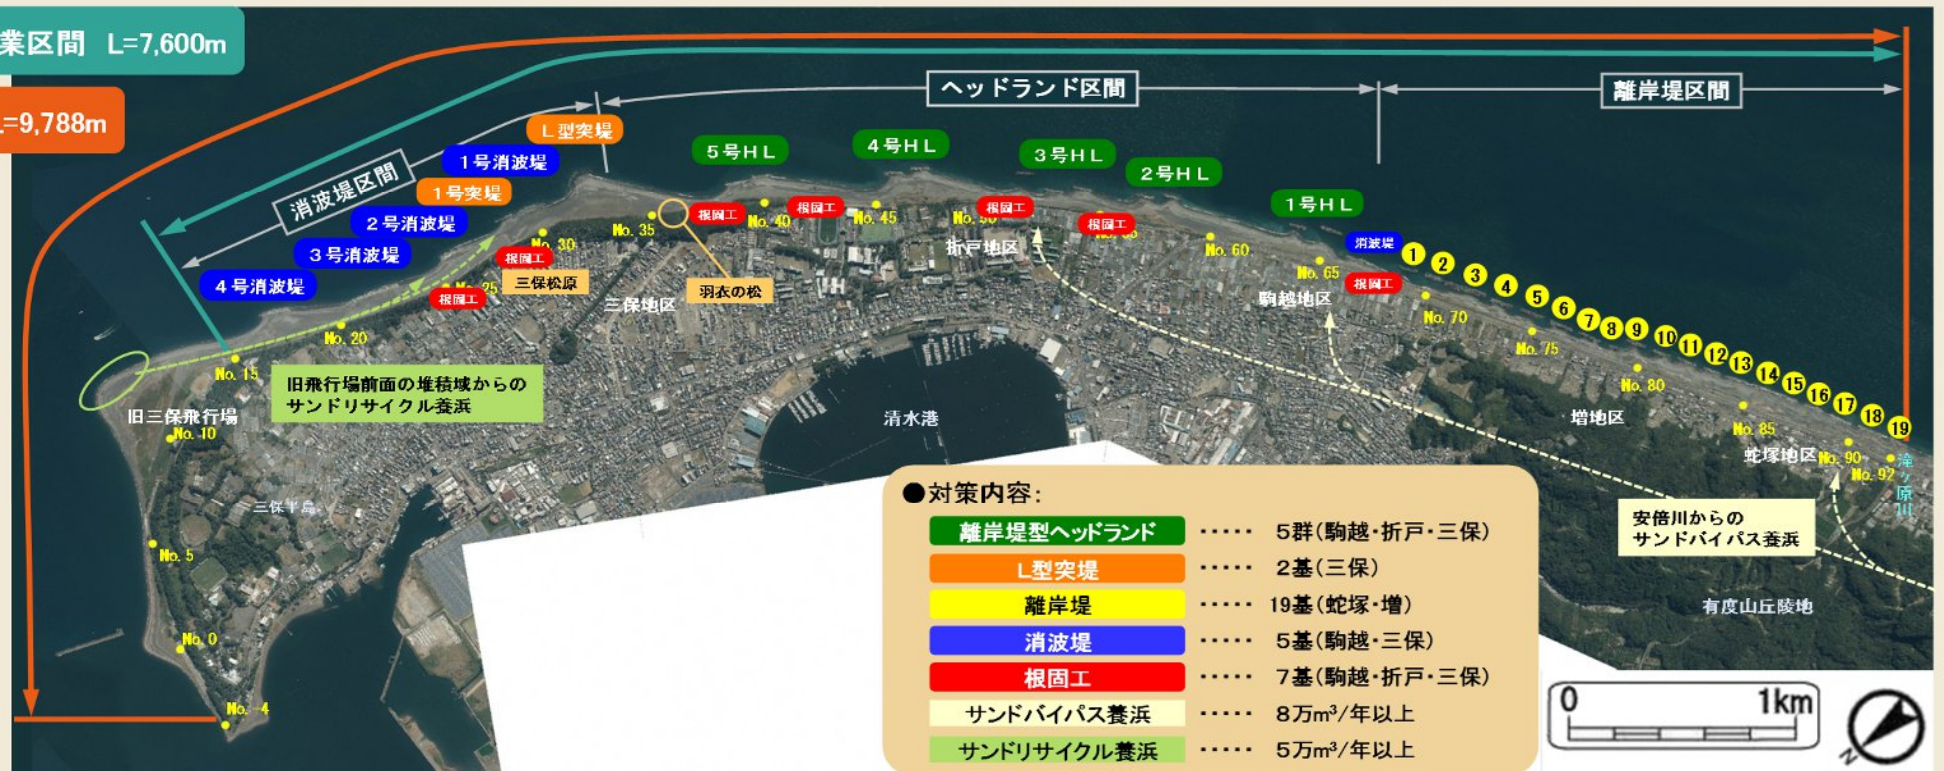 業区間 L=7,600m
L=9,788m
ヘッドランド区間
離岸堤区間
消波堤区間
L型突堤
1号消波堤
1号突堤
2号消波堤
3号消波堤
4号消波堤
5号HL
4号HL
3号HL
2号HL
1号HL
消波堤
1
2
3
4
5
6
7
8
9
10
11
12
13
14
15
16
17
18
19
根固工
根固工
根固工
根固工
根固工
根固工
根固工
No. 35
No. 40
No. 45
No. 30
No. 60
No. 65
No. 70
No. 75
No. 80
No. 85
No. 90
No. 92
No. 20
No. 15
No. 10
No. 5
No. 0
No. -4
三保松原
羽衣の松
三保地区
折戸地区
駒越地区
増地区
蛇塚地区
滝ヶ原川
旧三保飛行場
三保半島
清水港
有度山丘陵地
旧飛行場前面の堆積域からの
サンドリサイクル養浜
安倍川からの
サンドバイパス養浜
●対策内容:
離岸堤型ヘッドランド ····· 5群(駒越・折戸・三保)
L型突堤 ····· 2基(三保)
離岸堤 ····· 19基(蛇塚・増)
消波堤 ····· 5基(駒越・三保)
根固工 ····· 7基(駒越・折戸・三保)
サンドバイパス養浜 ····· 8万m³/年以上
サンドリサイクル養浜 ····· 5万m³/年以上
0 1km
N